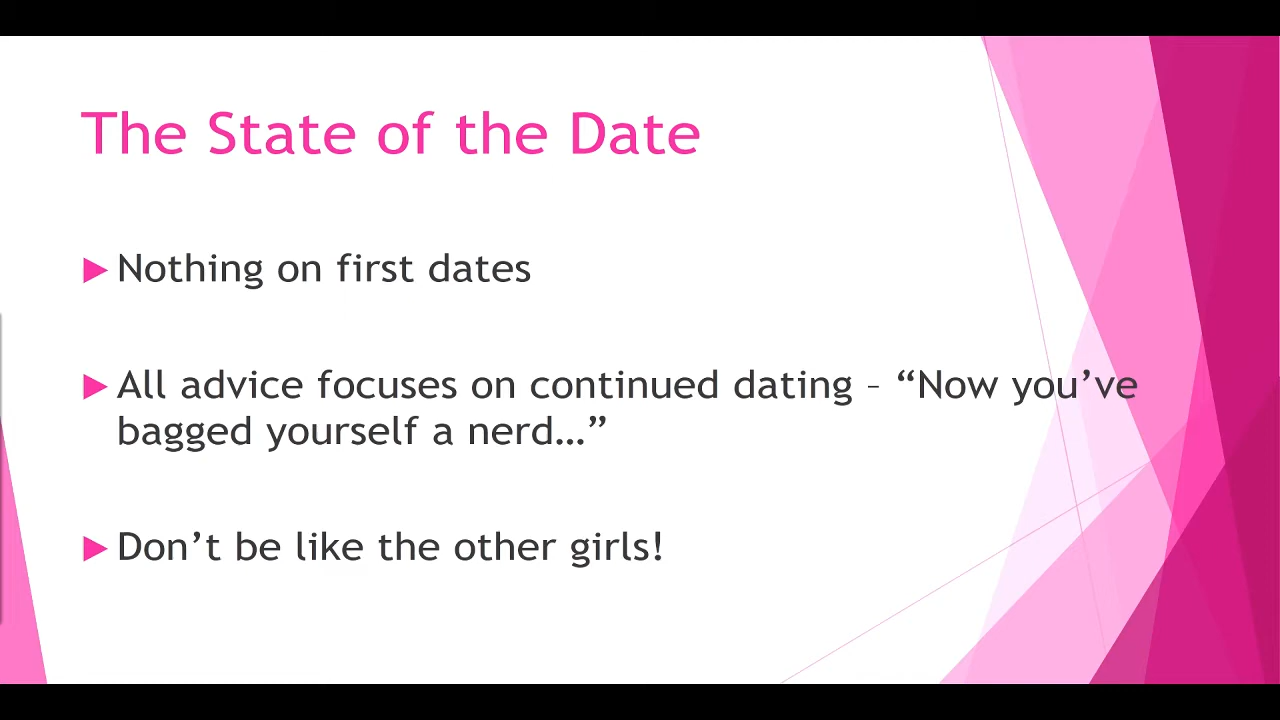 The State of the Date
Nothing on first dates
All advice focuses on continued dating – “Now you’ve
bagged yourself a nerd…”
Don’t be like the other girls!